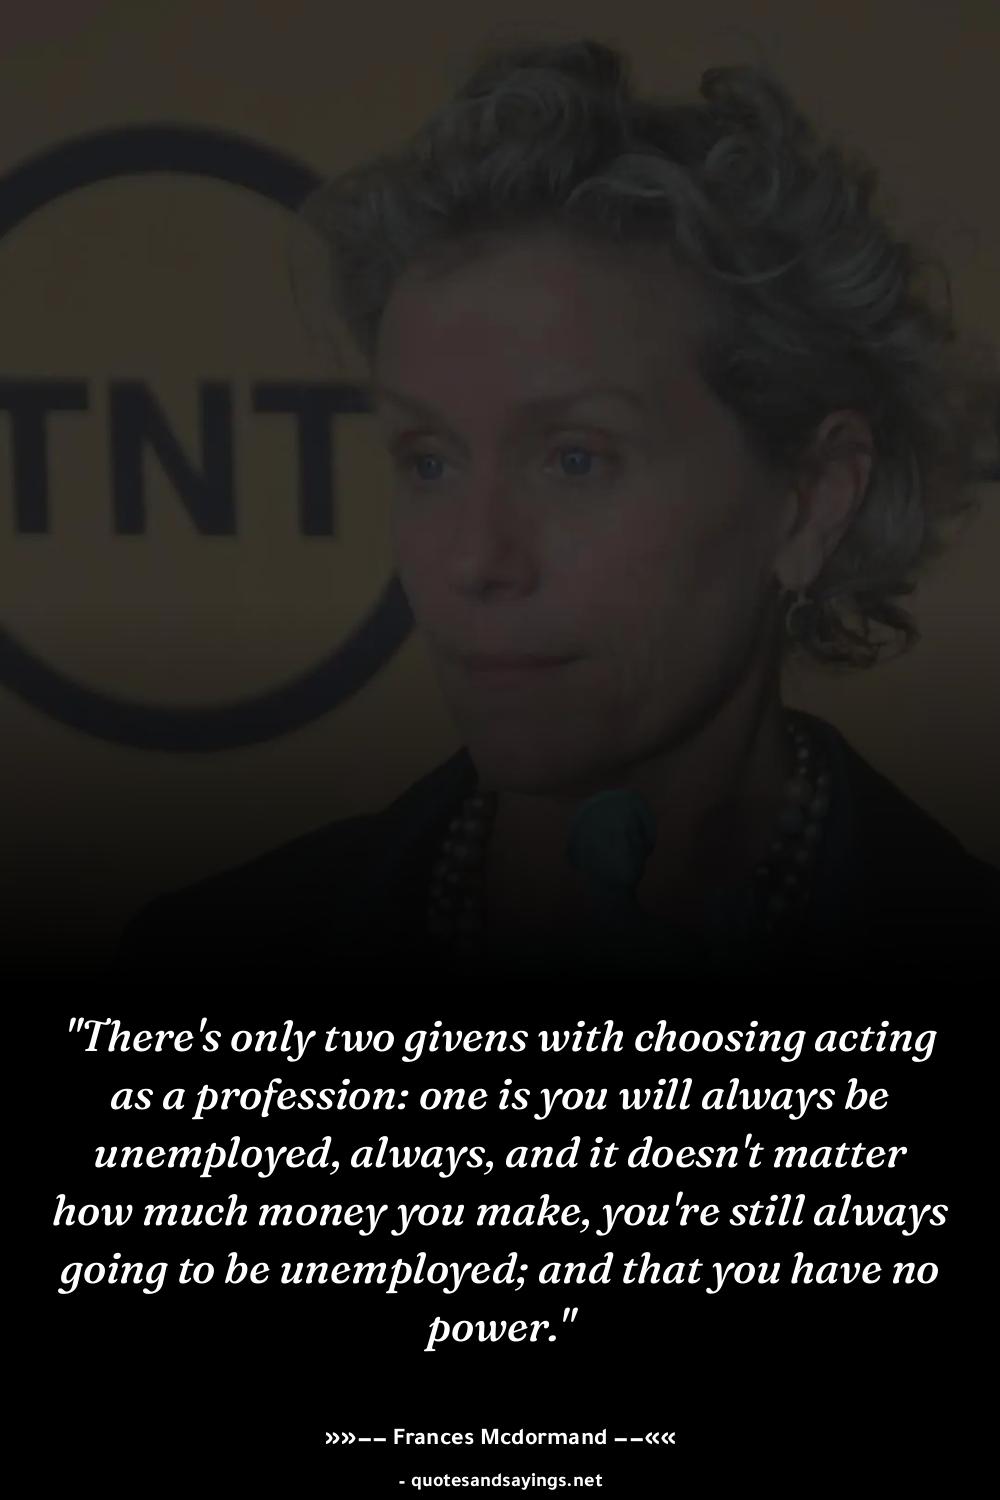 TNT
"There's only two givens with choosing acting
as a profession: one is you will always be
unemployed, always, and it doesn't matter
how much money you make, you're still always
going to be unemployed; and that you have no
power."
»»−− Frances Mcdormand −−««
- quotesandsayings.net